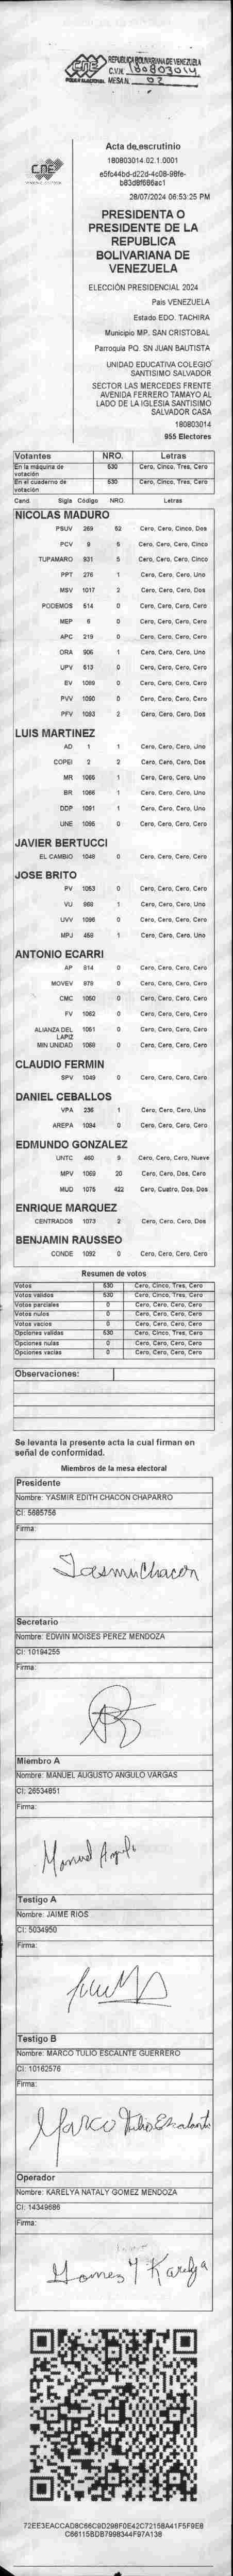 CNE
PODER ELECTORAL
REPUBLICA BOLIVARIANA DE VENEZUELA
C.V.N. 180803014
MESA N. 02
CNE
Acta de escrutinio
180803014.02.1.0001
28/07/2024 06:53:25 PM
PRESIDENTA O
PRESIDENTE DE LA
REPUBLICA
BOLIVARIANA DE
VENEZUELA
ELECCIÓN PRESIDENCIAL 2024
Pais VENEZUELA
Estado EDO. TACHIRA
Municipio MP. SAN CRISTOBAL
Parroquia PQ. SN JUAN BAUTISTA
UNIDAD EDUCATIVA COLEGIO
SANTISIMO SALVADOR
SECTOR LAS MERCEDES FRENTE
AVENIDA FERRERO TAMAYO AL
LADO DE LA IGLESIA SANTISIMO
SALVADOR CASA
180803014
955 Electores
Votantes NRO. Letras
En la máquina de votación 530 Cero, Cinco, Tres, Cero
En el cuaderno de votación 530 Cero, Cinco, Tres, Cero
Cand. Sigla Código NRO. Letras
NICOLAS MADURO
PSUV 269 52 Cero, Cero, Cinco, Dos
PCV 9 5 Cero, Cero, Cero, Cinco
TUPAMARO 931 5 Cero, Cero, Cero, Cinco
PPT 276 1 Cero, Cero, Cero, Uno
MSV 1017 2 Cero, Cero, Cero, Dos
PODEMOS 514 0 Cero, Cero, Cero, Cero
MEP 6 0 Cero, Cero, Cero, Cero
APC 219 0 Cero, Cero, Cero, Cero
ORA 906 1 Cero, Cero, Cero, Uno
UPV 613 0 Cero, Cero, Cero, Cero
EV 1089 0 Cero, Cero, Cero, Cero
PVV 1090 0 Cero, Cero, Cero, Cero
PFV 1093 2 Cero, Cero, Cero, Dos
LUIS MARTINEZ
AD 1 1 Cero, Cero, Cero, Uno
COPEI 2 2 Cero, Cero, Cero, Dos
MR 1065 1 Cero, Cero, Cero, Uno
BR 1066 1 Cero, Cero, Cero, Uno
DDP 1091 1 Cero, Cero, Cero, Uno
UNE 1095 0 Cero, Cero, Cero, Cero
JAVIER BERTUCCI
EL CAMBIO 1048 0 Cero, Cero, Cero, Cero
JOSE BRITO
PV 1053 0 Cero, Cero, Cero, Cero
VU 968 1 Cero, Cero, Cero, Uno
UVV 1096 0 Cero, Cero, Cero, Cero
MPJ 458 1 Cero, Cero, Cero, Uno
ANTONIO ECARRI
AP 814 0 Cero, Cero, Cero, Cero
MOVEV 979 0 Cero, Cero, Cero, Cero
CMC 1050 0 Cero, Cero, Cero, Cero
FV 1062 0 Cero, Cero, Cero, Cero
ALIANZA DEL LAPIZ 1051 0 Cero, Cero, Cero, Cero
MIN UNIDAD 1068 0 Cero, Cero, Cero, Cero
CLAUDIO FERMIN
SPV 1049 0 Cero, Cero, Cero, Cero
DANIEL CEBALLOS
VPA 236 1 Cero, Cero, Cero, Uno
AREPA 1094 0 Cero, Cero, Cero, Cero
EDMUNDO GONZALEZ
UNTC 460 9 Cero, Cero, Cero, Nueve
MPV 1069 20 Cero, Cero, Dos, Cero
MUD 1075 422 Cero, Cuatro, Dos, Dos
ENRIQUE MARQUEZ
CENTRADOS 1073 2 Cero, Cero, Cero, Dos
BENJAMIN RAUSSEO
CONDE 1092 0 Cero, Cero, Cero, Cero
Resumen de votos
Votos 530 Cero, Cinco, Tres, Cero
Votos validos 530 Cero, Cinco, Tres, Cero
Votos parciales 0 Cero, Cero, Cero, Cero
Votos nulos 0 Cero, Cero, Cero, Cero
Votos vacios 0 Cero, Cero, Cero, Cero
Opciones validas 530 Cero, Cinco, Tres, Cero
Opciones nulas 0 Cero, Cero, Cero, Cero
Opciones vacias 0 Cero, Cero, Cero, Cero
Observaciones:
Se levanta la presente acta la cual firman en
señal de conformidad.
Miembros de la mesa electoral
Presidente
Nombre: YASMIR EDITH CHACON CHAPARRO
CI: 5685756
Firma:
Secretario
Nombre: EDWIN MOISES PEREZ MENDOZA
CI: 10194255
Firma:
Miembro A
Nombre: MANUEL AUGUSTO ANGULO VARGAS
CI: 26534851
Firma:
Manuel Angulo
Testigo A
Nombre: JAIME RIOS
CI: 5034950
Firma:
Testigo B
Nombre: MARCO TULIO ESCALNTE GUERRERO
CI: 10162576
Firma:
Marco Tulio Escalante
Operador
Nombre: KARELYA NATALY GOMEZ MENDOZA
CI: 14349686
Firma:
Gomez Y Karelya